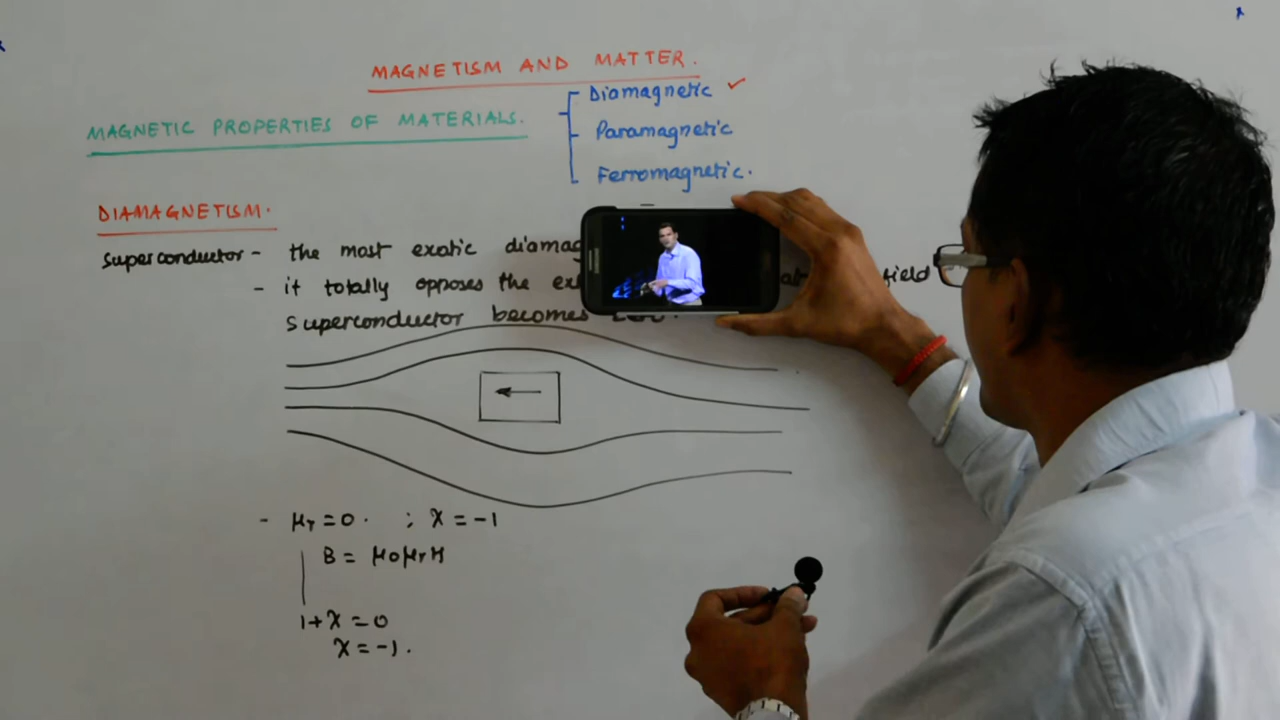 MAGNETISM AND MATTER.
MAGNETIC PROPERTIES OF MATERIALS.
Diamagnetic ✓
Paramagnetic
Ferromagnetic.
DIAMAGNETISM.
Superconductor - the most exotic diamag
- it totally opposes the ex field
superconductor becomes
- μr = 0. ; χ = -1
B = μ0μrH
1+χ = 0
χ = -1.